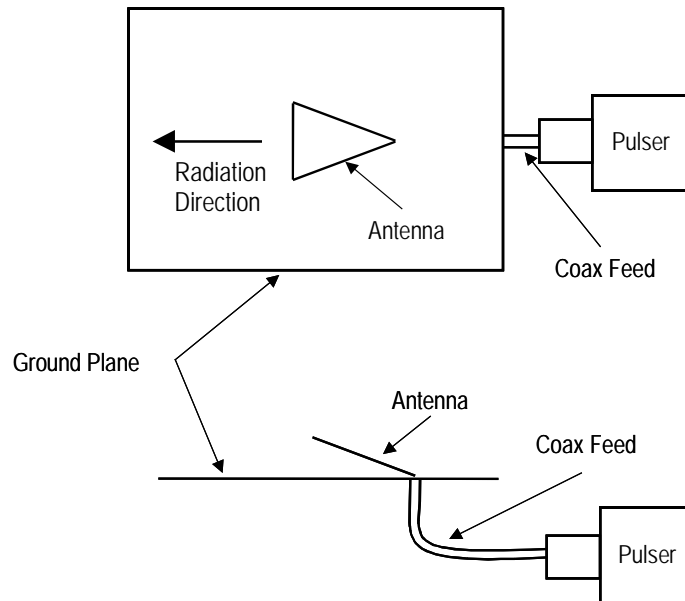 Pulser
Radiation
Direction
Antenna
Coax Feed
Ground Plane
Antenna
Coax Feed
Pulser